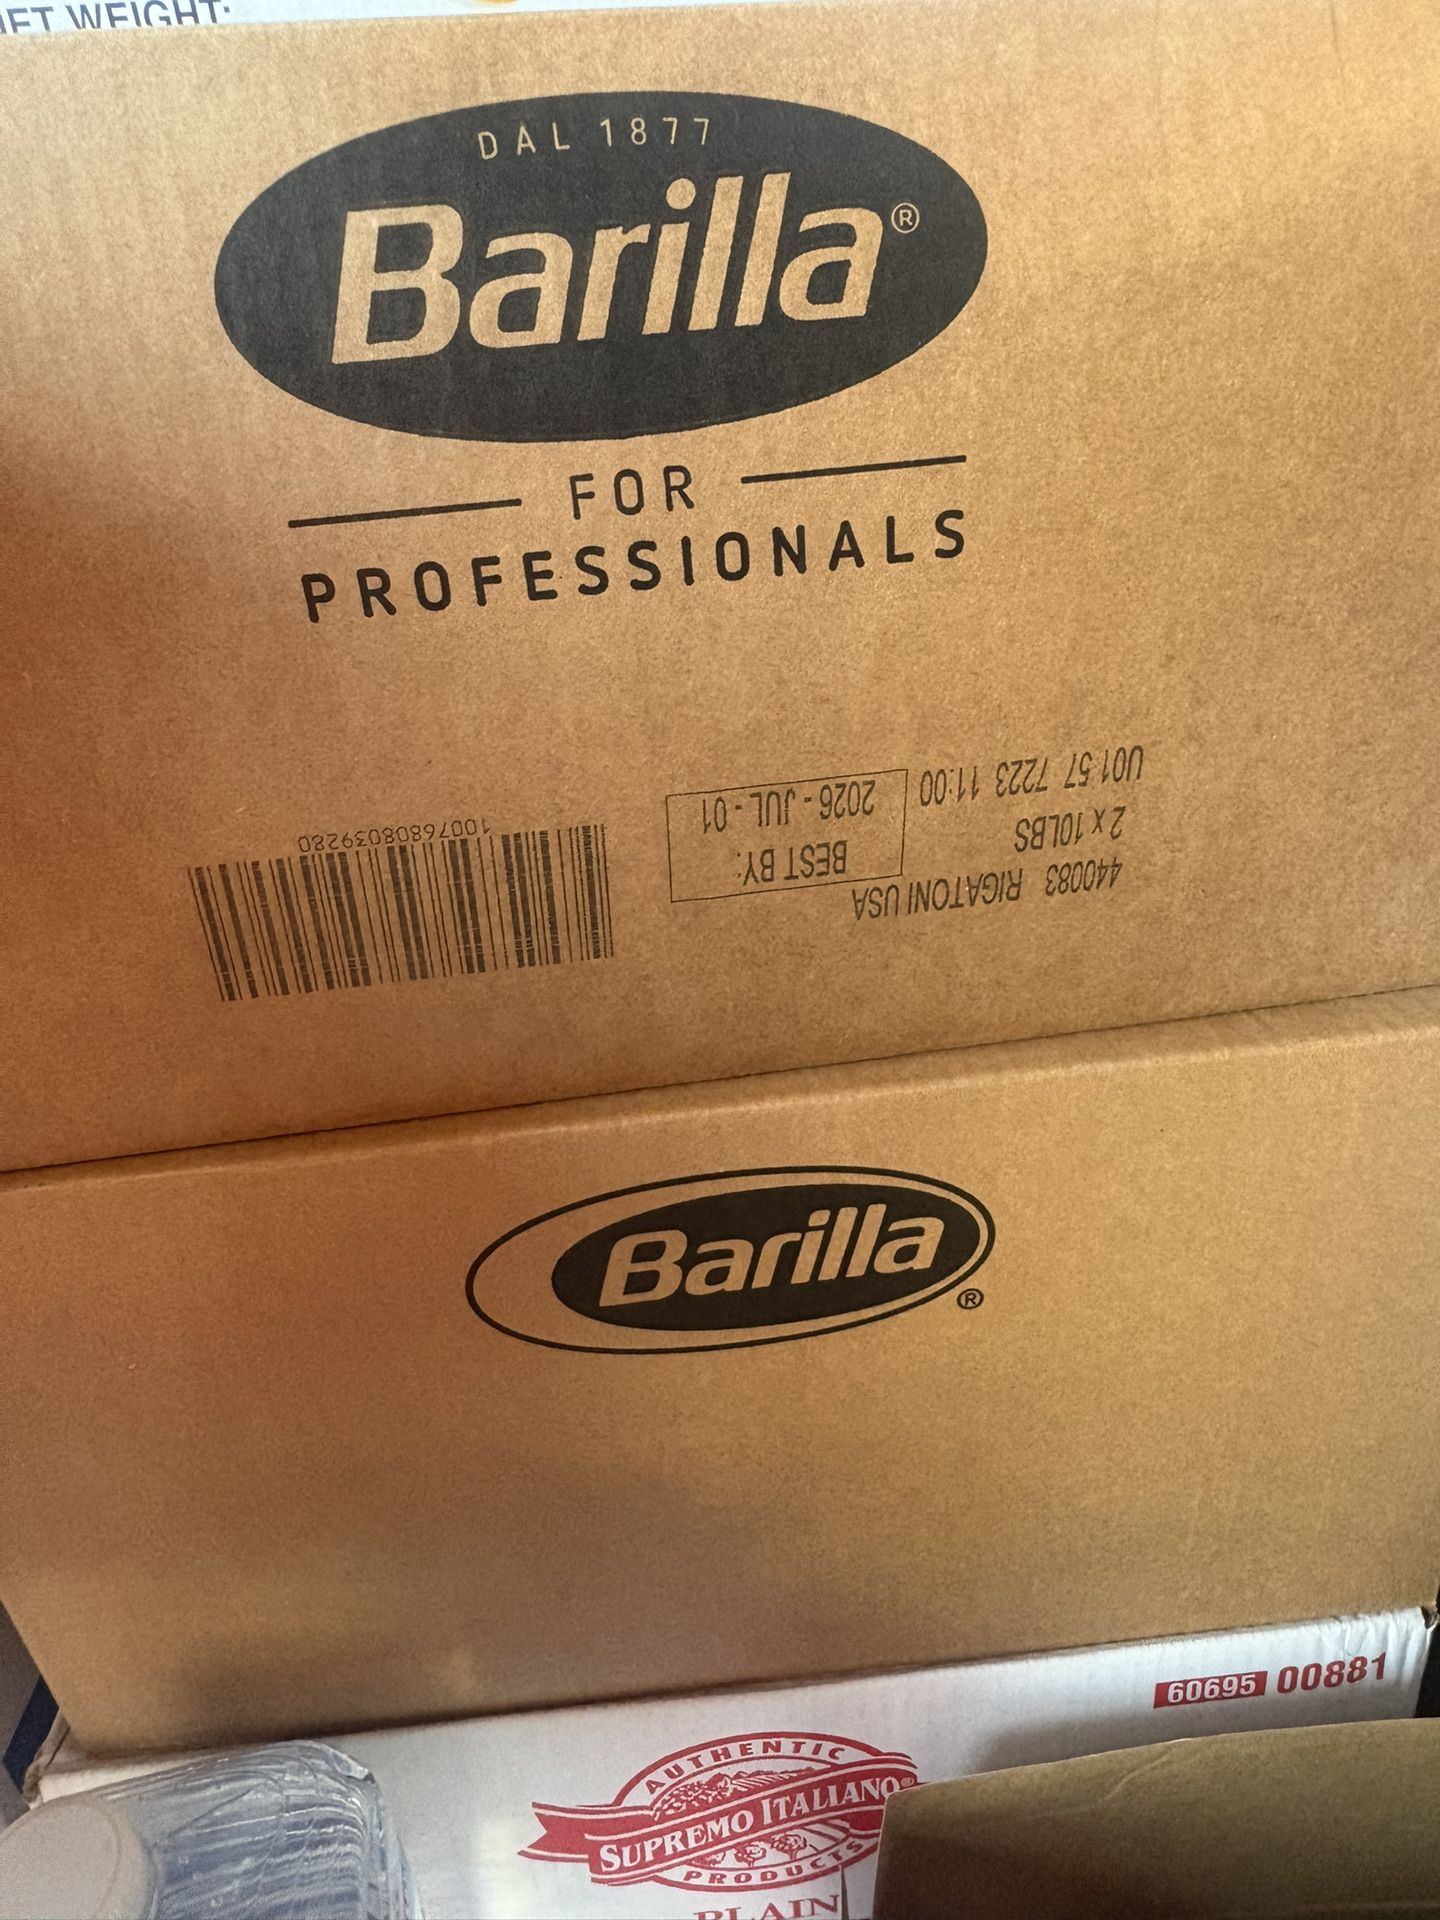 NET WEIGHT:
DAL 1877
Barilla®
FOR
PROFESSIONALS
440083 RIGATONI USA
2 x 10LBS
U01 57 7223 11:00
BEST BY:
2026 - JUL - 01
10076808039280
Barilla®
60695 00881
AUTHENTIC
SUPREMO ITALIANO®
PRODUCTS
PLAIN